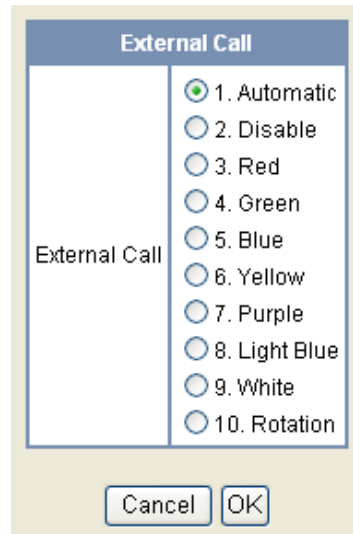 External Call
External Call
1. Automatic
2. Disable
3. Red
4. Green
5. Blue
6. Yellow
7. Purple
8. Light Blue
9. White
10. Rotation
Cancel OK